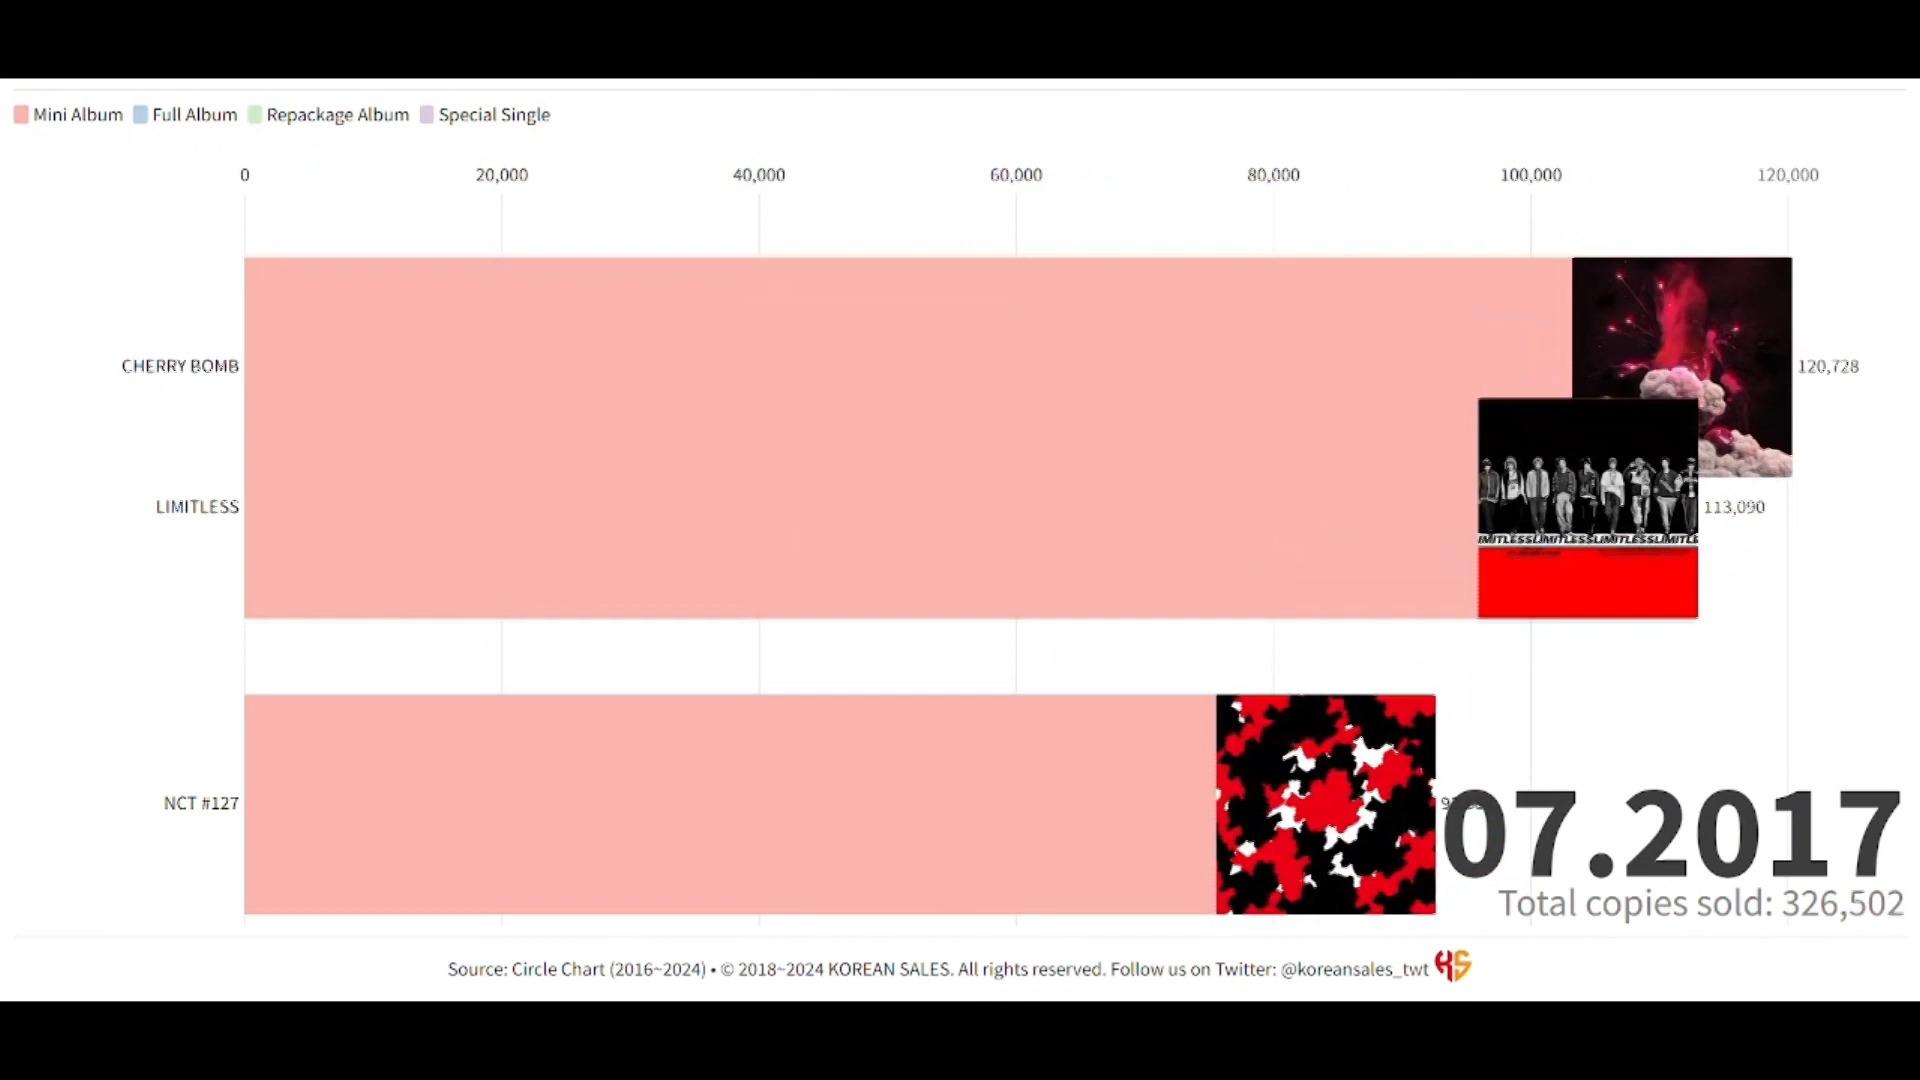 Mini Album Full Album Repackage Album Special Single
0 20,000 40,000 60,000 80,000 100,000 120,000
CHERRY BOMB 120,728
LIMITLESS 113,090
IMITLESSLIMITLESSLIMITLESSLIMITLE
NCT #127
07.2017
Total copies sold: 326,502
Source: Circle Chart (2016~2024) • © 2018~2024 KOREAN SALES. All rights reserved. Follow us on Twitter: @koreansales_twt KS